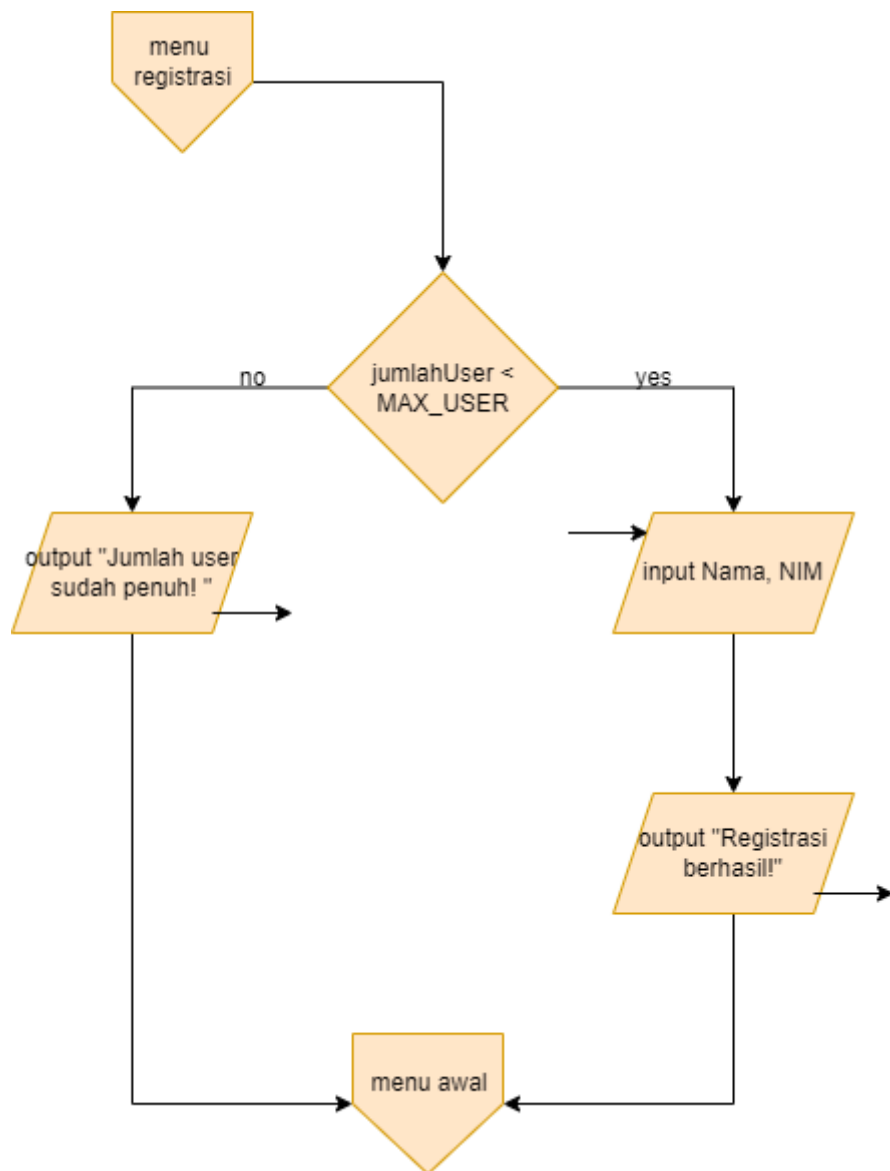 menu
registrasi
jumlahUser <
MAX_USER
no
yes
output "Jumlah user
sudah penuh! "
input Nama, NIM
output "Registrasi
berhasil!"
menu awal